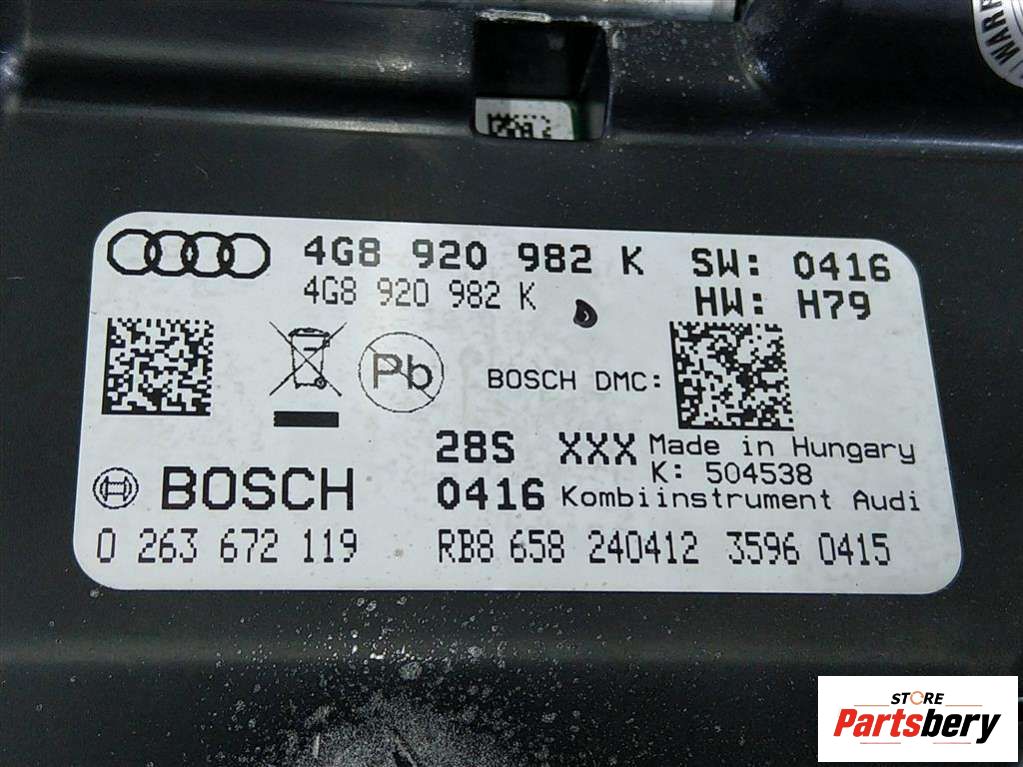 WARR
4G8 920 982 K SW: 0416
4G8 920 982 K HW: H79
Pb BOSCH DMC:
28S XXX Made in Hungary
K: 504538
BOSCH 0416 Kombiinstrument Audi
0 263 672 119 RB8 658 240412 3596 0415
STORE
Partsbery